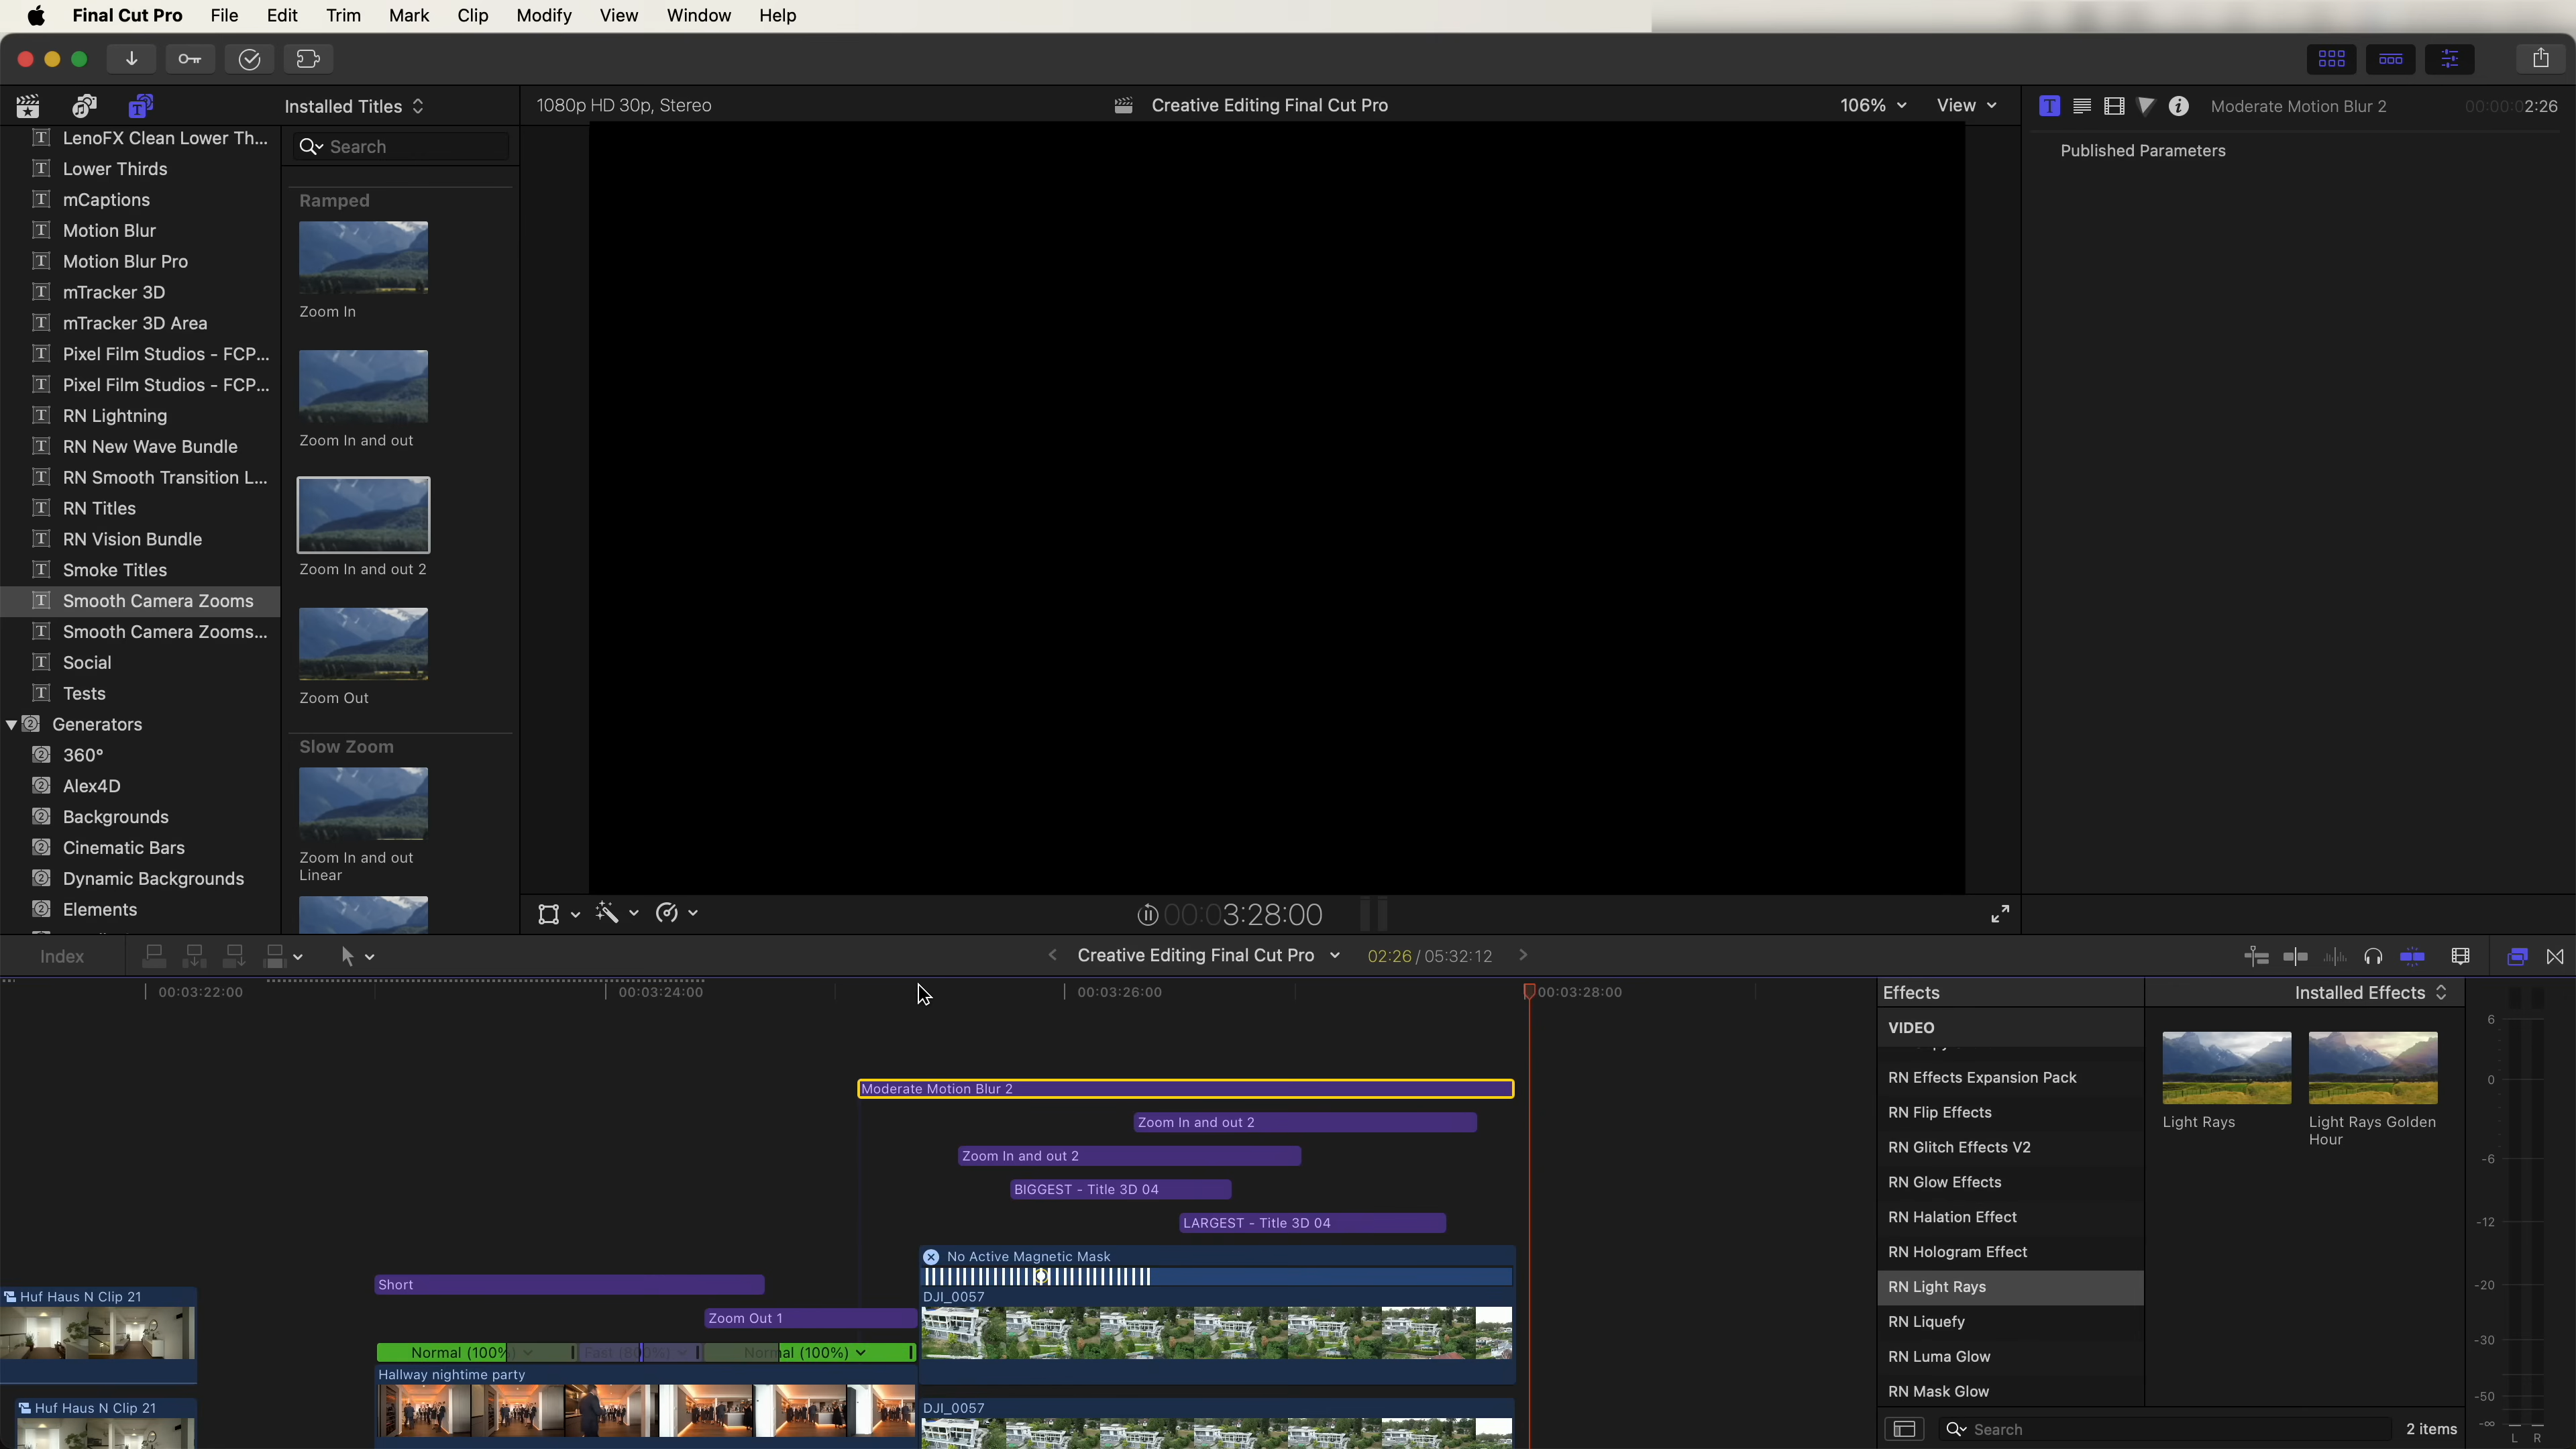 Final Cut Pro File Edit Trim Mark Clip Modify View Window Help
Installed Titles
1080p HD 30p, Stereo
Creative Editing Final Cut Pro
106%
View
Moderate Motion Blur 2
00:00:02:26
LenoFX Clean Lower Th...
Lower Thirds
mCaptions
Motion Blur
Motion Blur Pro
mTracker 3D
mTracker 3D Area
Pixel Film Studios - FCP...
Pixel Film Studios - FCP...
RN Lightning
RN New Wave Bundle
RN Smooth Transition L...
RN Titles
RN Vision Bundle
Smoke Titles
Smooth Camera Zooms
Smooth Camera Zooms...
Social
Tests
Generators
360°
Alex4D
Backgrounds
Cinematic Bars
Dynamic Backgrounds
Elements
Search
Ramped
Zoom In
Zoom In and out
Zoom In and out 2
Zoom Out
Slow Zoom
Zoom In and out
Linear
Published Parameters
00:03:28:00
Index
Creative Editing Final Cut Pro
02:26 / 05:32:12
00:03:22:00
00:03:24:00
00:03:26:00
00:03:28:00
Moderate Motion Blur 2
Zoom In and out 2
Zoom In and out 2
BIGGEST - Title 3D 04
LARGEST - Title 3D 04
No Active Magnetic Mask
DJI_0057
Short
Zoom Out 1
Normal (100%)
Fast (800%)
Normal (100%)
Huf Haus N Clip 21
Hallway nightime party
Huf Haus N Clip 21
DJI_0057
Effects
Installed Effects
VIDEO
RN Effects Expansion Pack
RN Flip Effects
RN Glitch Effects V2
RN Glow Effects
RN Halation Effect
RN Hologram Effect
RN Light Rays
RN Liquefy
RN Luma Glow
RN Mask Glow
Light Rays
Light Rays Golden
Hour
Search
2 items
6
0
-6
-12
-20
-30
-50
-∞
L R